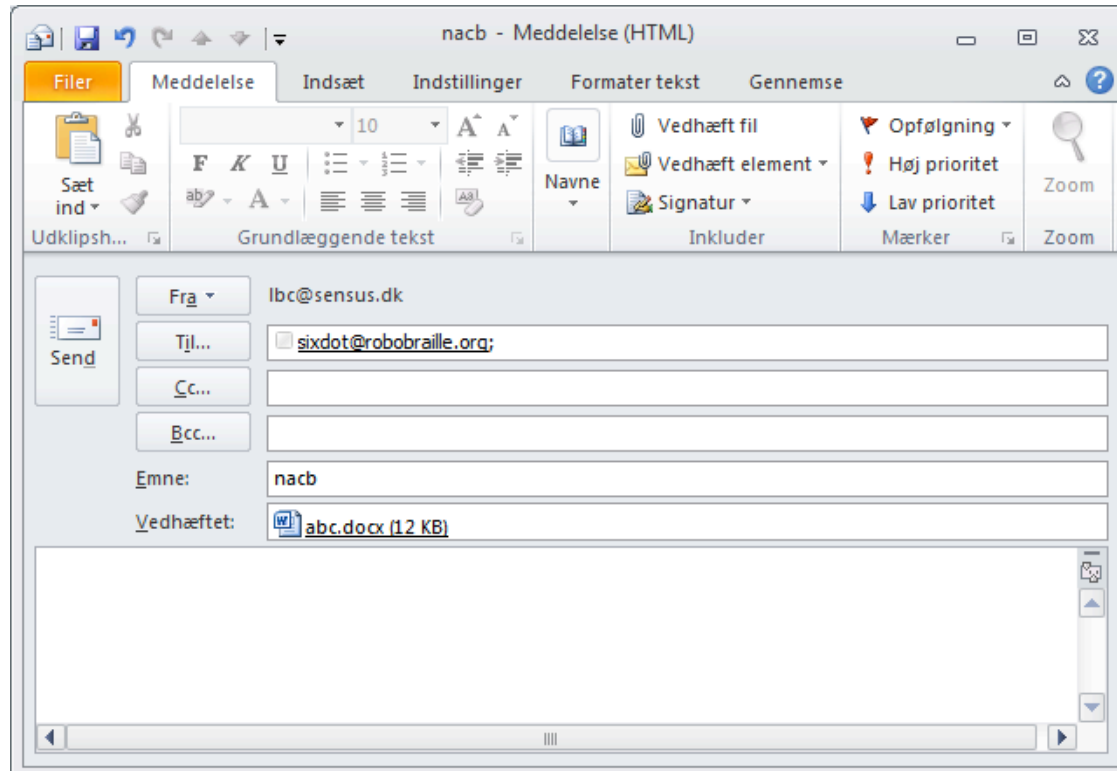 nacb - Meddelelse (HTML)
Filer Meddelelse Indsæt Indstillinger Formater tekst Gennemse
Sæt ind
Udklipsh...
10
F K U
ab A
Aa
Grundlæggende tekst
Navne
Vedhæft fil
Vedhæft element
Signatur
Inkluder
Opfølgning
Høj prioritet
Lav prioritet
Mærker
Zoom
Zoom
Send
Fra lbc@sensus.dk
Til... sixdot@robobraille.org;
Cc...
Bcc...
Emne: nacb
Vedhæftet: abc.docx (12 KB)